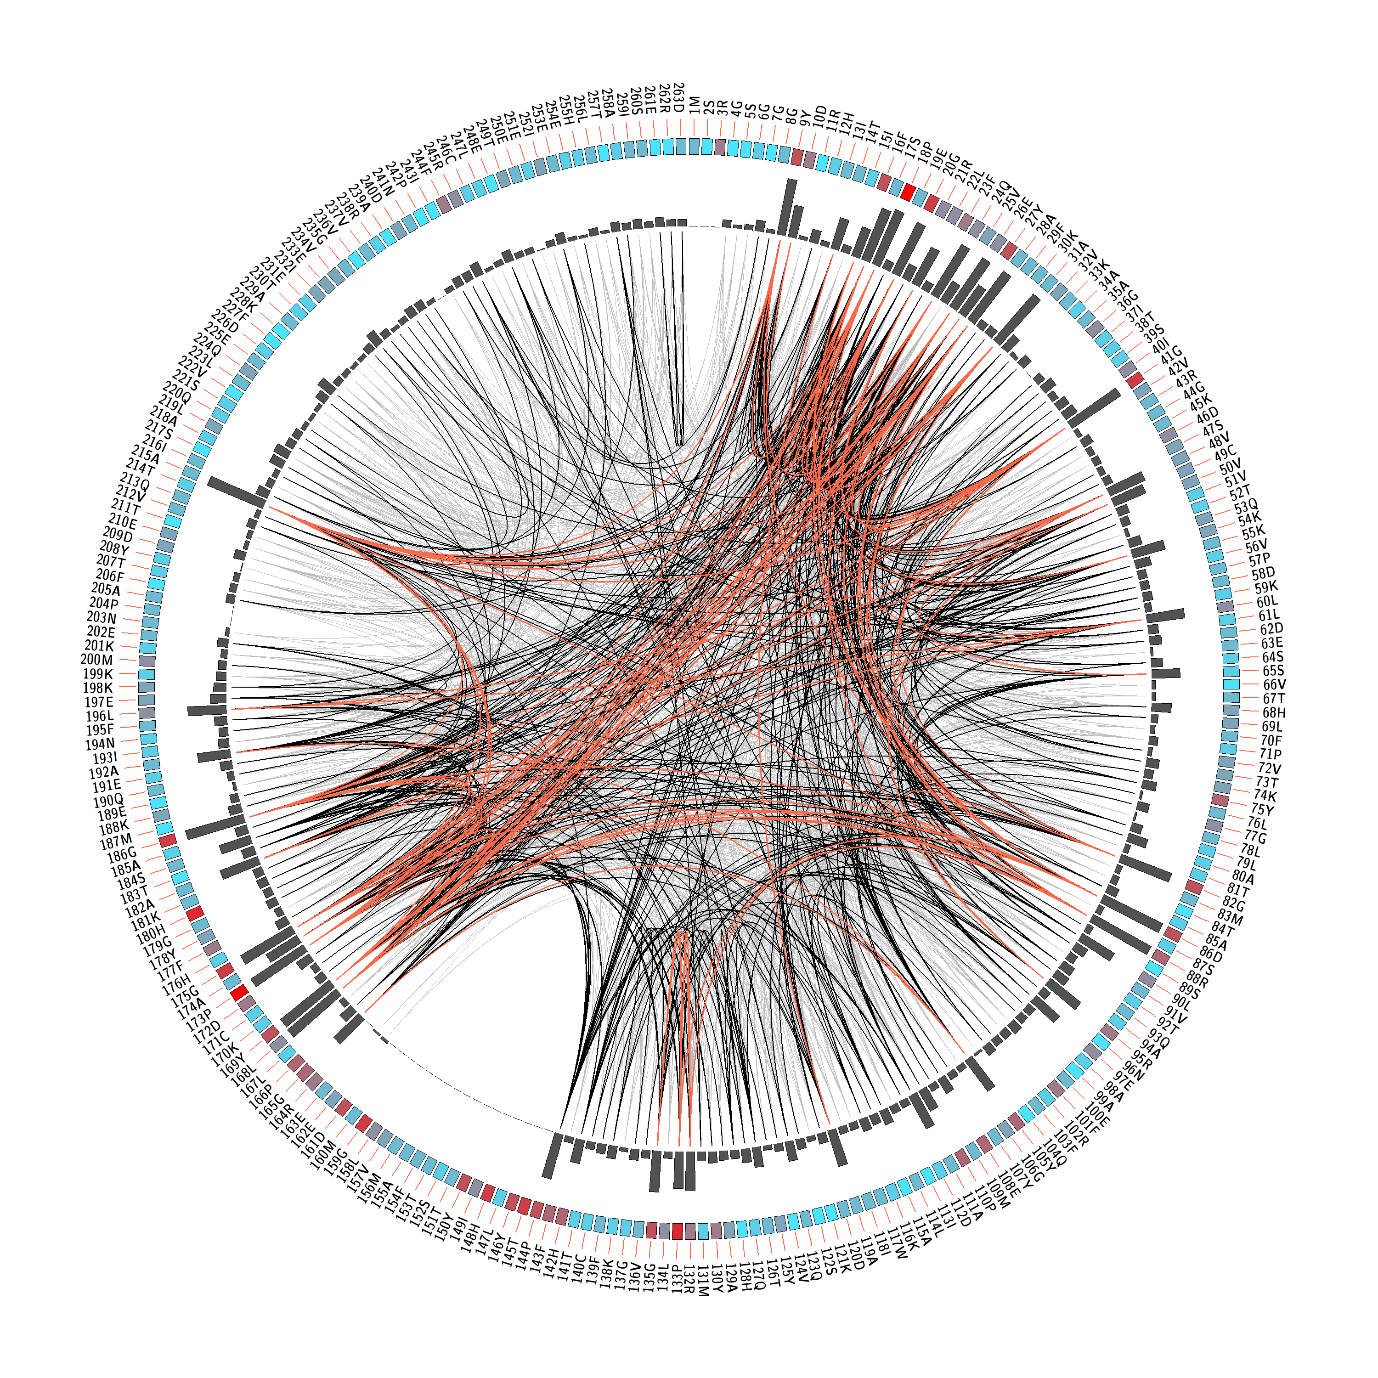 1M
2S
3R
4G
5S
6G
7G
8G
9Y
10D
11R
12H
13I
14T
15I
16F
17S
18P
19E
20G
21R
22L
23F
24Q
25V
26E
27Y
28A
29F
30K
31A
32V
33K
34A
35A
36G
37I
38T
39S
40I
41G
42V
43R
44G
45K
46D
47S
48V
49C
50V
51V
52T
53Q
54K
55K
56V
57P
58D
59K
60L
61L
62D
63E
64S
65S
66V
67T
68H
69L
70F
71P
72V
73T
74K
75Y
76L
77G
78L
79L
80A
81T
82G
83M
84T
85A
86D
87S
88R
89S
90L
91V
92T
93Q
94A
95R
96N
97E
98A
99A
100E
101F
102R
103F
104Q
105Y
106G
107Y
108E
109M
110P
111A
112D
113I
114L
115A
116K
117W
118I
119A
120D
121K
122S
123Q
124V
125Y
126T
127Q
128H
129A
130Y
131M
132R
133P
134L
135G
136V
137G
138K
139F
140C
141T
142H
143F
144P
145T
146Y
147L
148H
149I
150Y
151T
152S
153T
154F
155A
156M
157V
158L
159G
160M
161D
162E
163E
164R
165G
166P
167L
168L
169Y
170K
171C
172D
173P
174A
175G
176H
177F
178Y
179G
180H
181K
182A
183T
184S
185A
186G
187M
188K
189E
190Q
191E
192A
193I
194N
195F
196L
197E
198K
199K
200M
201K
202E
203N
204P
205A
206F
207T
208Y
209D
210E
211T
212V
213Q
214T
215A
216I
217S
218A
219L
220Q
221S
222V
223L
224Q
225E
226D
227F
228K
229A
230T
231E
232I
233E
234V
235G
236V
237V
238R
239A
240D
241N
242P
243I
244F
245R
246C
247L
248E
249T
250E
251E
252I
253E
254E
255H
256L
257T
258A
259I
260S
261E
262R
263D